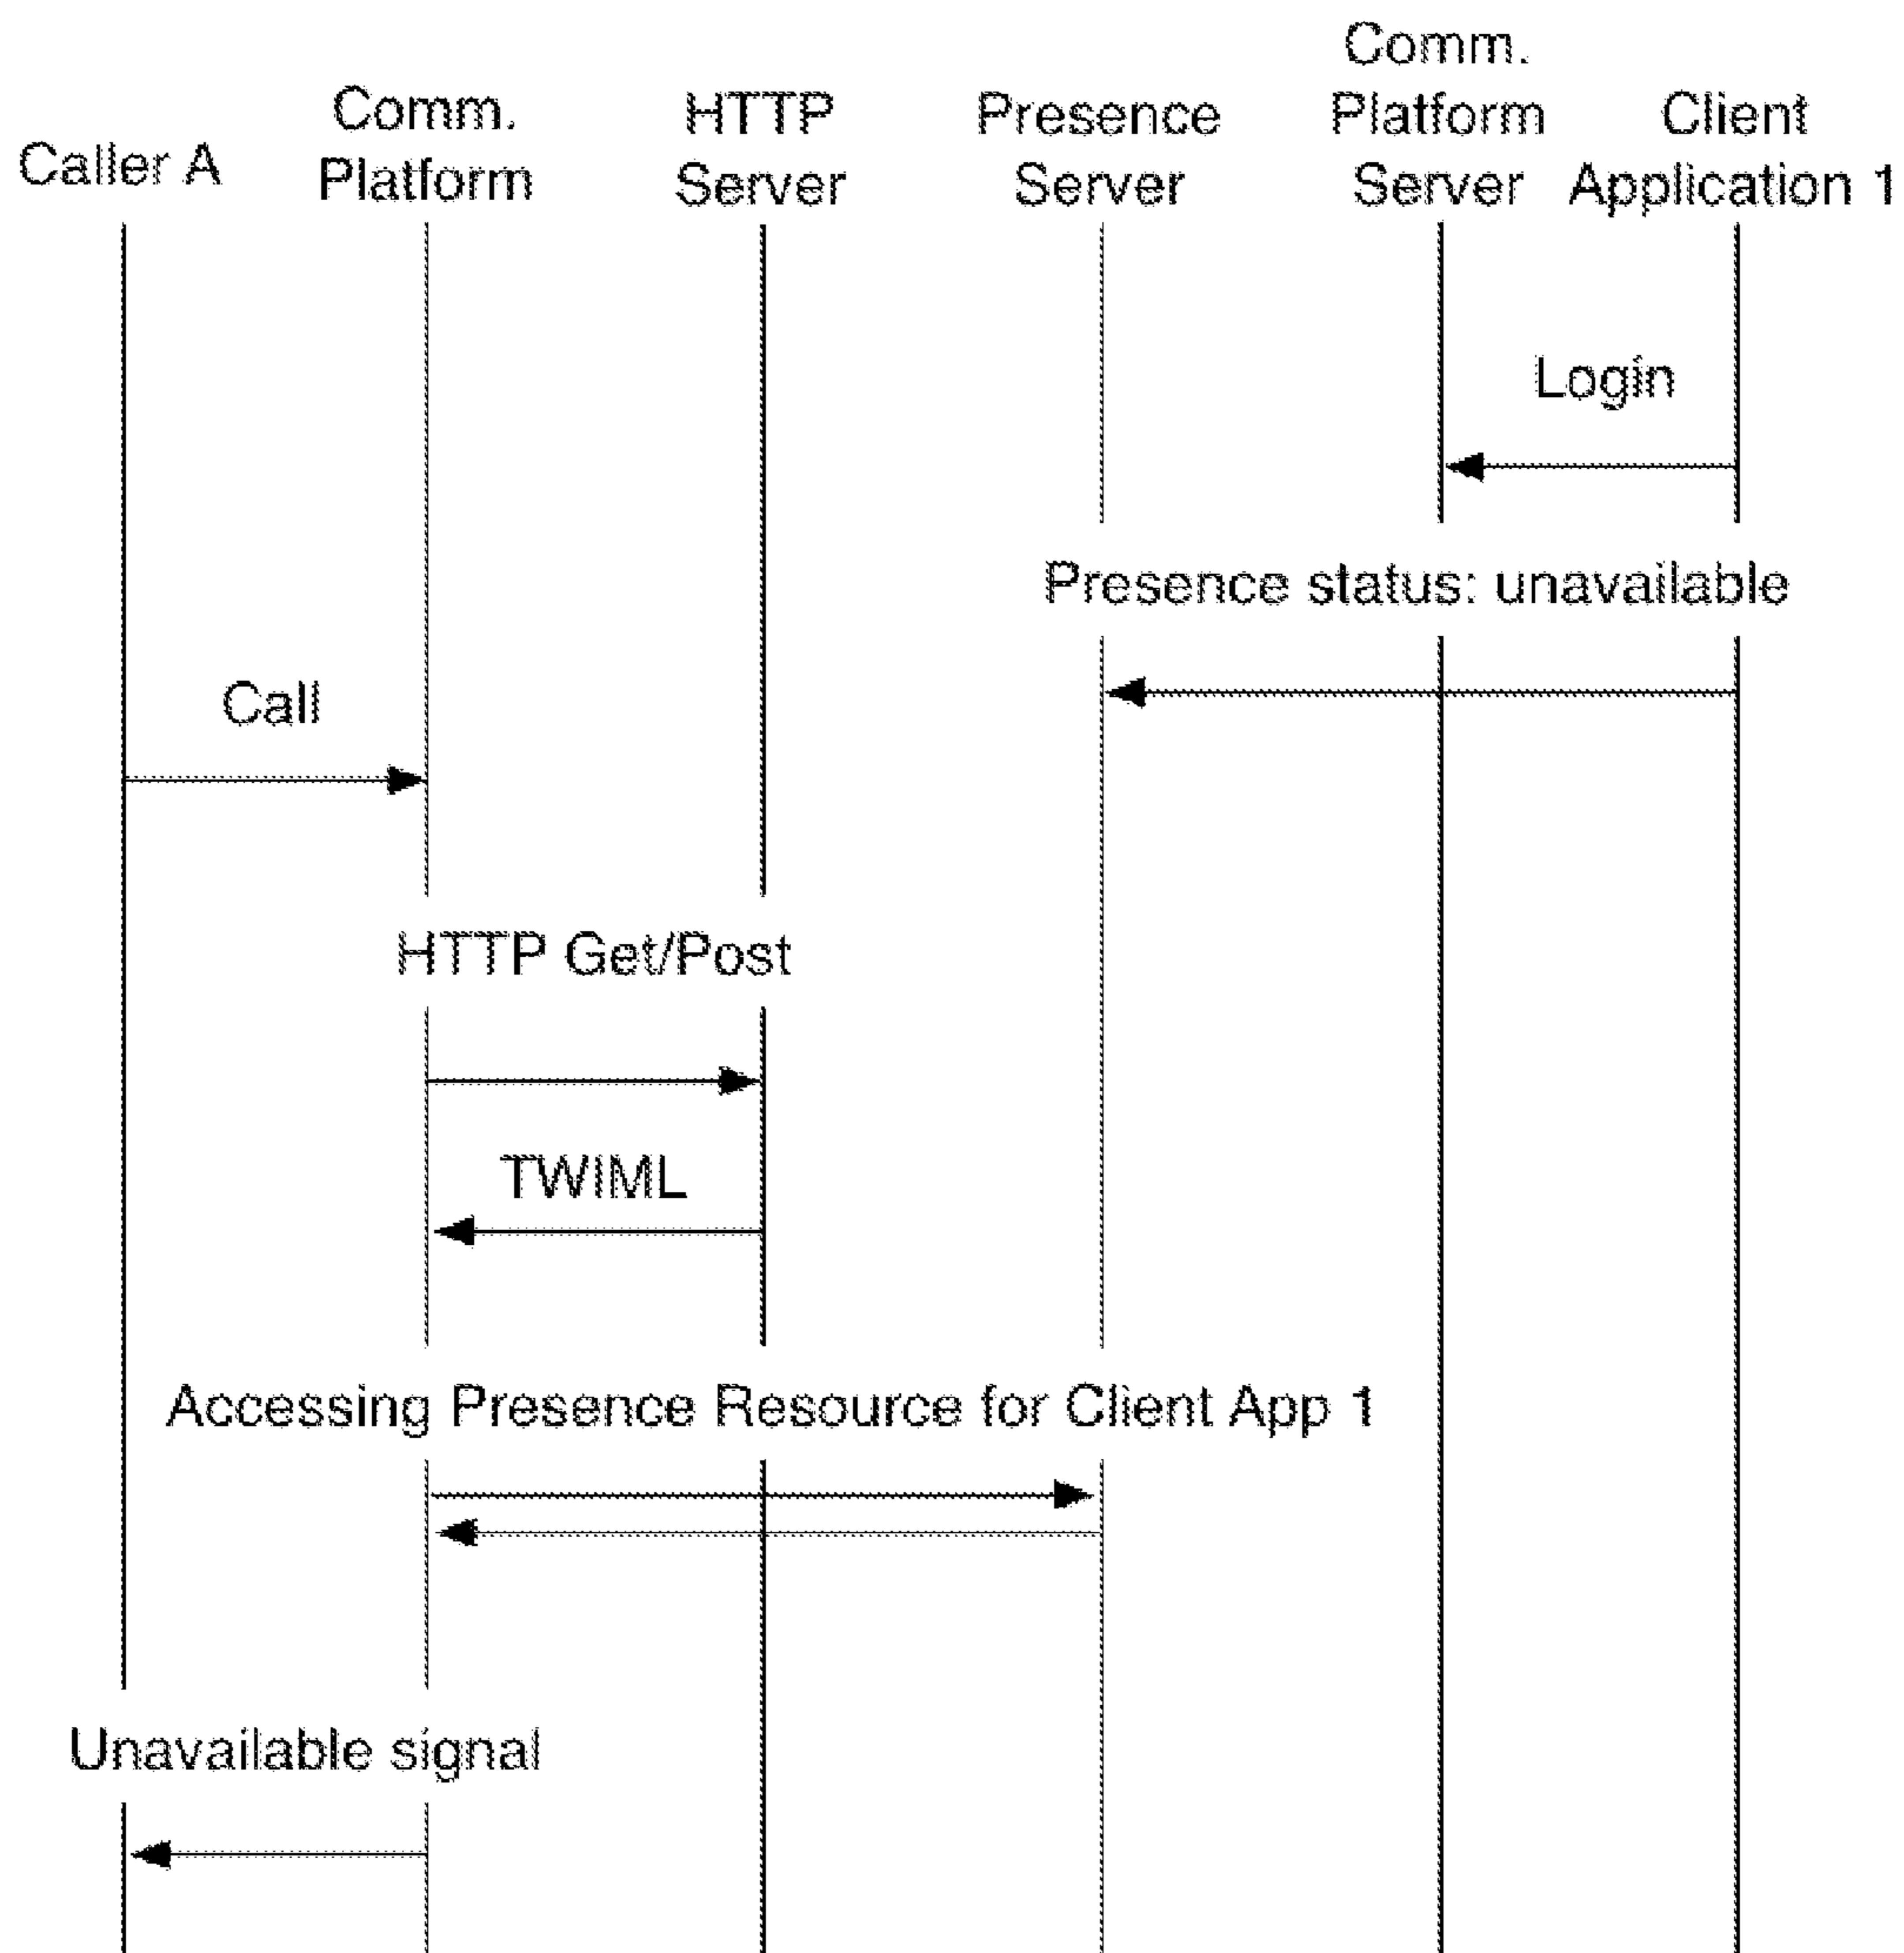 Caller A
Comm.
Platform
HTTP
Server
Presence
Server
Comm.
Platform
Server
Client
Application 1
Login
Presence status: unavailable
Call
HTTP Get/Post
TWIML
Accessing Presence Resource for Client App 1
Unavailable signal